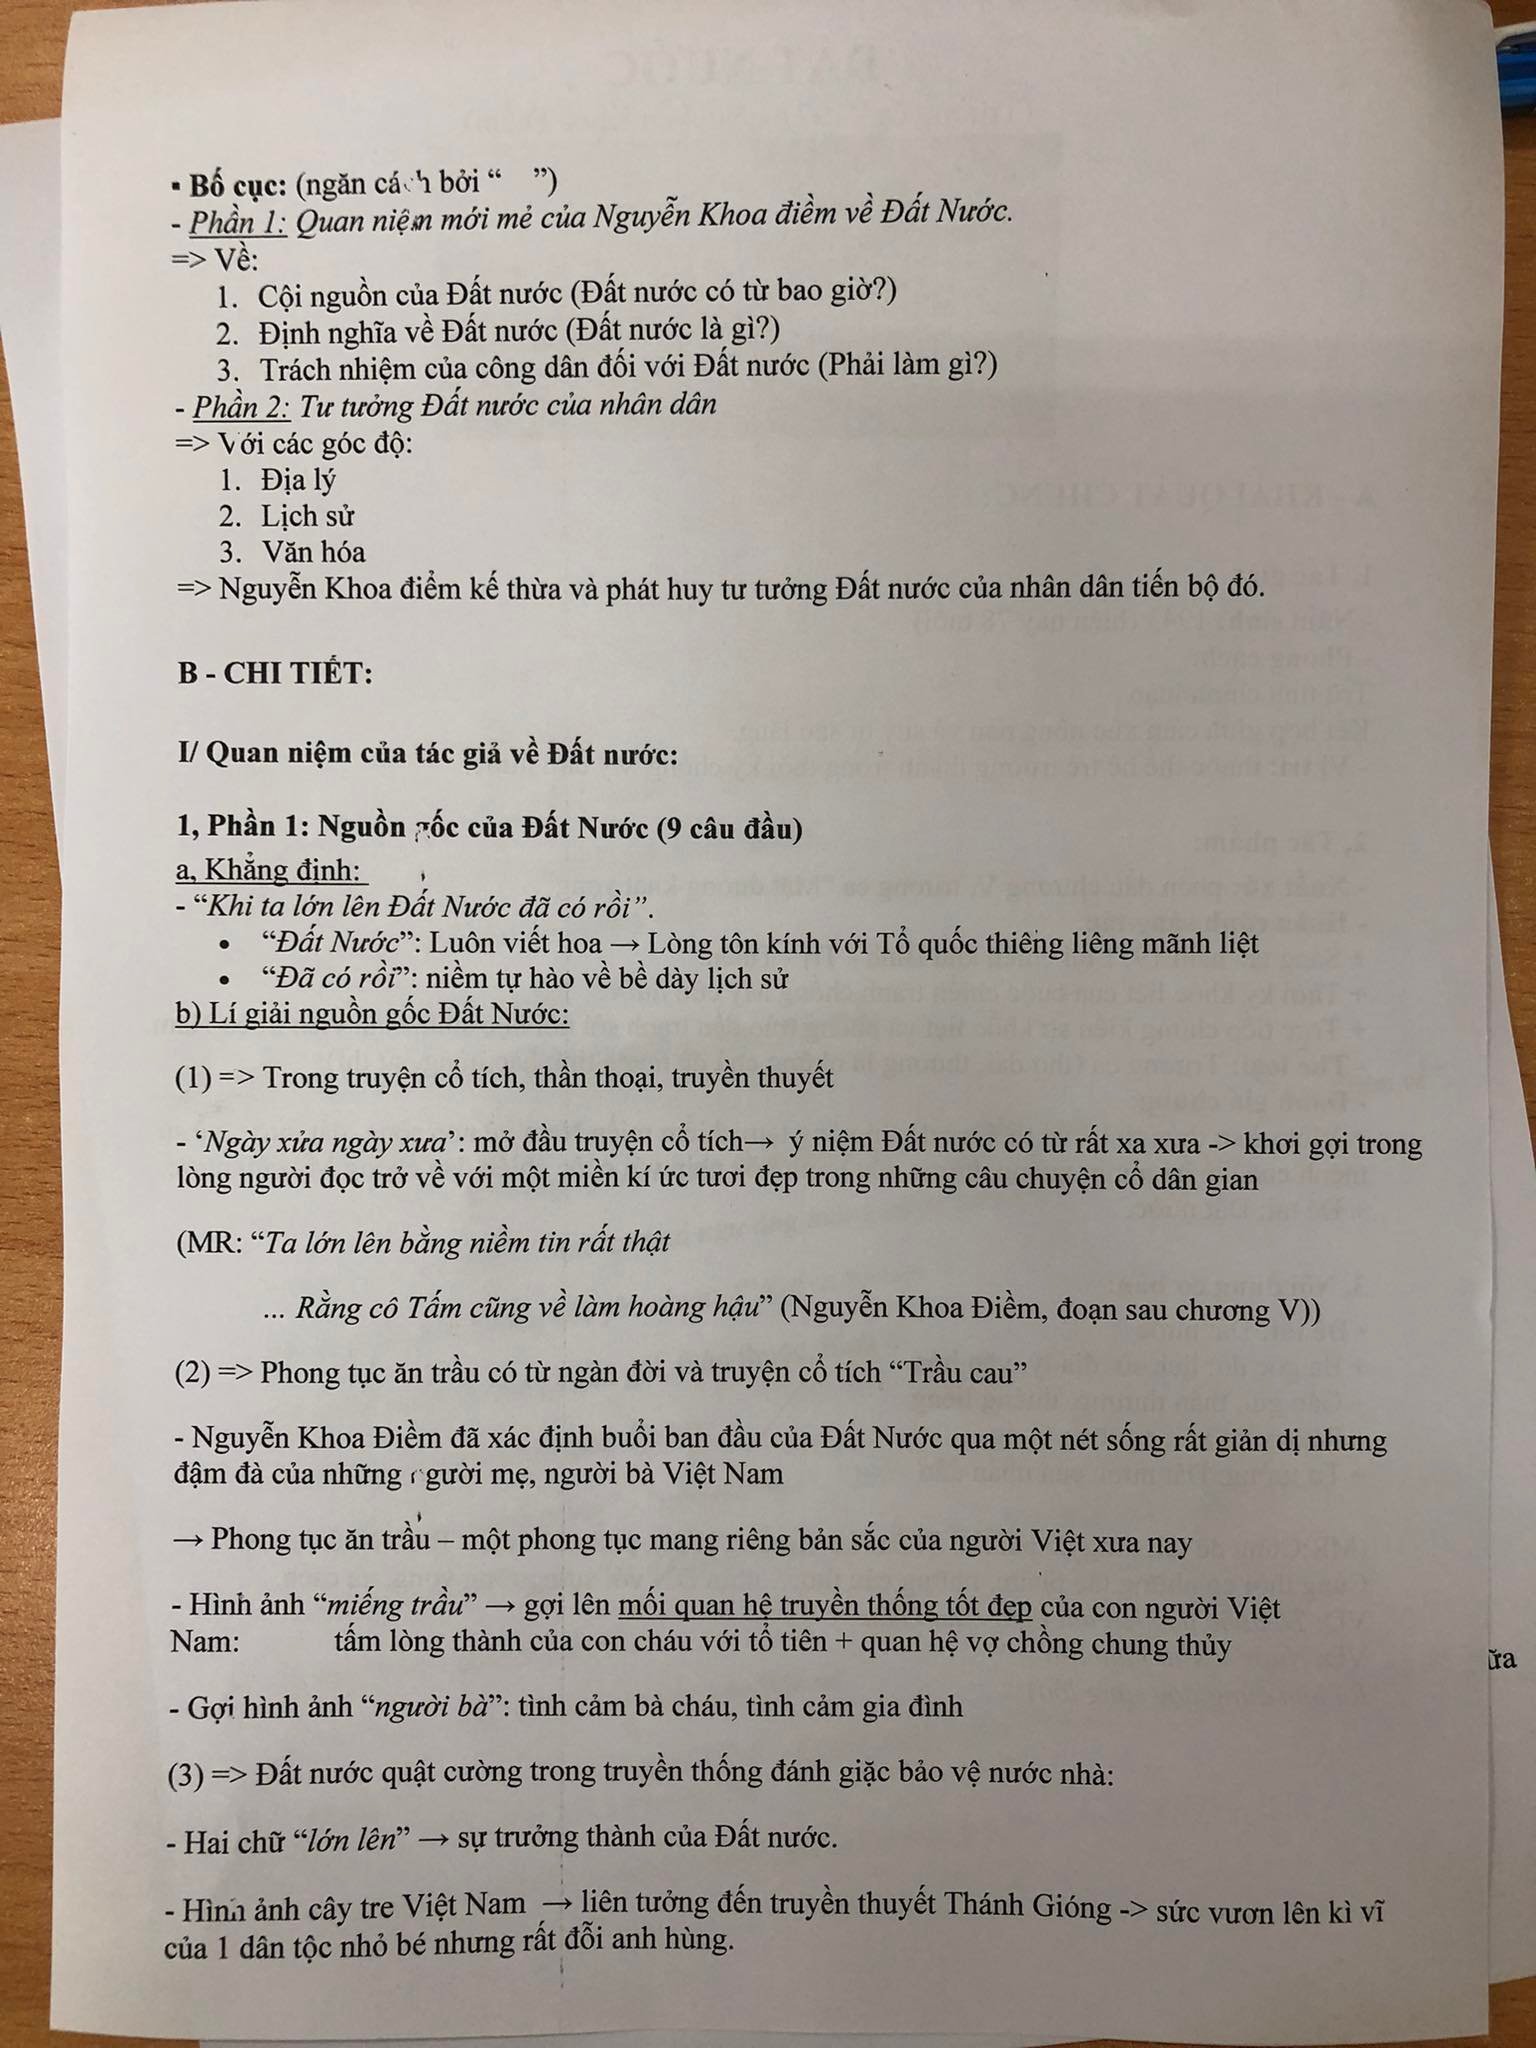 ▪ Bố cục: (ngăn cách bởi “ ”)
- Phần 1: Quan niệm mới mẻ của Nguyễn Khoa điềm về Đất Nước.
=> Về:
1. Cội nguồn của Đất nước (Đất nước có từ bao giờ?)
2. Định nghĩa về Đất nước (Đất nước là gì?)
3. Trách nhiệm của công dân đối với Đất nước (Phải làm gì?)
- Phần 2: Tư tưởng Đất nước của nhân dân
=> Với các góc độ:
1. Địa lý
2. Lịch sử
3. Văn hóa
=> Nguyễn Khoa điểm kế thừa và phát huy tư tưởng Đất nước của nhân dân tiến bộ đó.
B - CHI TIẾT:
I/ Quan niệm của tác giả về Đất nước:
1, Phần 1: Nguồn gốc của Đất Nước (9 câu đầu)
a, Khẳng định:
- “Khi ta lớn lên Đất Nước đã có rồi”.
• “Đất Nước”: Luôn viết hoa → Lòng tôn kính với Tổ quốc thiêng liêng mãnh liệt
• “Đã có rồi”: niềm tự hào về bề dày lịch sử
b) Lí giải nguồn gốc Đất Nước:
(1) => Trong truyện cổ tích, thần thoại, truyền thuyết
- ‘Ngày xửa ngày xưa’: mở đầu truyện cổ tích→ ý niệm Đất nước có từ rất xa xưa -> khơi gợi trong
lòng người đọc trở về với một miền kí ức tươi đẹp trong những câu chuyện cổ dân gian
(MR: “Ta lớn lên bằng niềm tin rất thật
... Rằng cô Tấm cũng về làm hoàng hậu” (Nguyễn Khoa Điềm, đoạn sau chương V))
(2) => Phong tục ăn trầu có từ ngàn đời và truyện cổ tích “Trầu cau”
- Nguyễn Khoa Điềm đã xác định buổi ban đầu của Đất Nước qua một nét sống rất giản dị nhưng
đậm đà của những người mẹ, người bà Việt Nam
→ Phong tục ăn trầu – một phong tục mang riêng bản sắc của người Việt xưa nay
- Hình ảnh “miếng trầu” → gợi lên mối quan hệ truyền thống tốt đẹp của con người Việt
Nam: tấm lòng thành của con cháu với tổ tiên + quan hệ vợ chồng chung thủy
- Gợi hình ảnh “người bà”: tình cảm bà cháu, tình cảm gia đình
(3) => Đất nước quật cường trong truyền thống đánh giặc bảo vệ nước nhà:
- Hai chữ “lớn lên” → sự trưởng thành của Đất nước.
- Hình ảnh cây tre Việt Nam → liên tưởng đến truyền thuyết Thánh Gióng -> sức vươn lên kì vĩ
của 1 dân tộc nhỏ bé nhưng rất đỗi anh hùng.